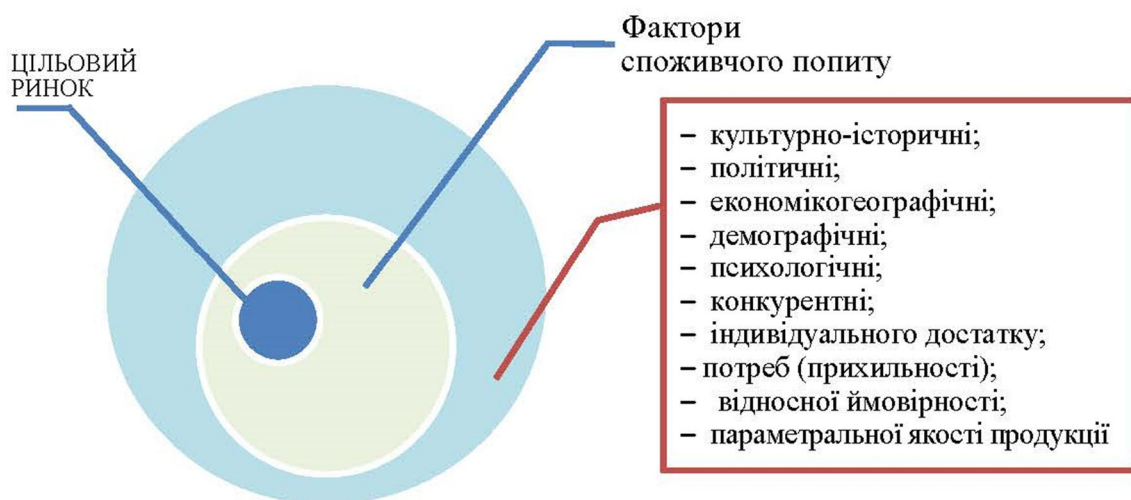 ЦІЛЬОВИЙ
РИНОК
Фактори
споживчого попиту
– культурно-історичні;
– політичні;
– економікогеографічні;
– демографічні;
– психологічні;
– конкурентні;
– індивідуального достатку;
– потреб (прихильності);
– відносної ймовірності;
– параметральної якості продукції